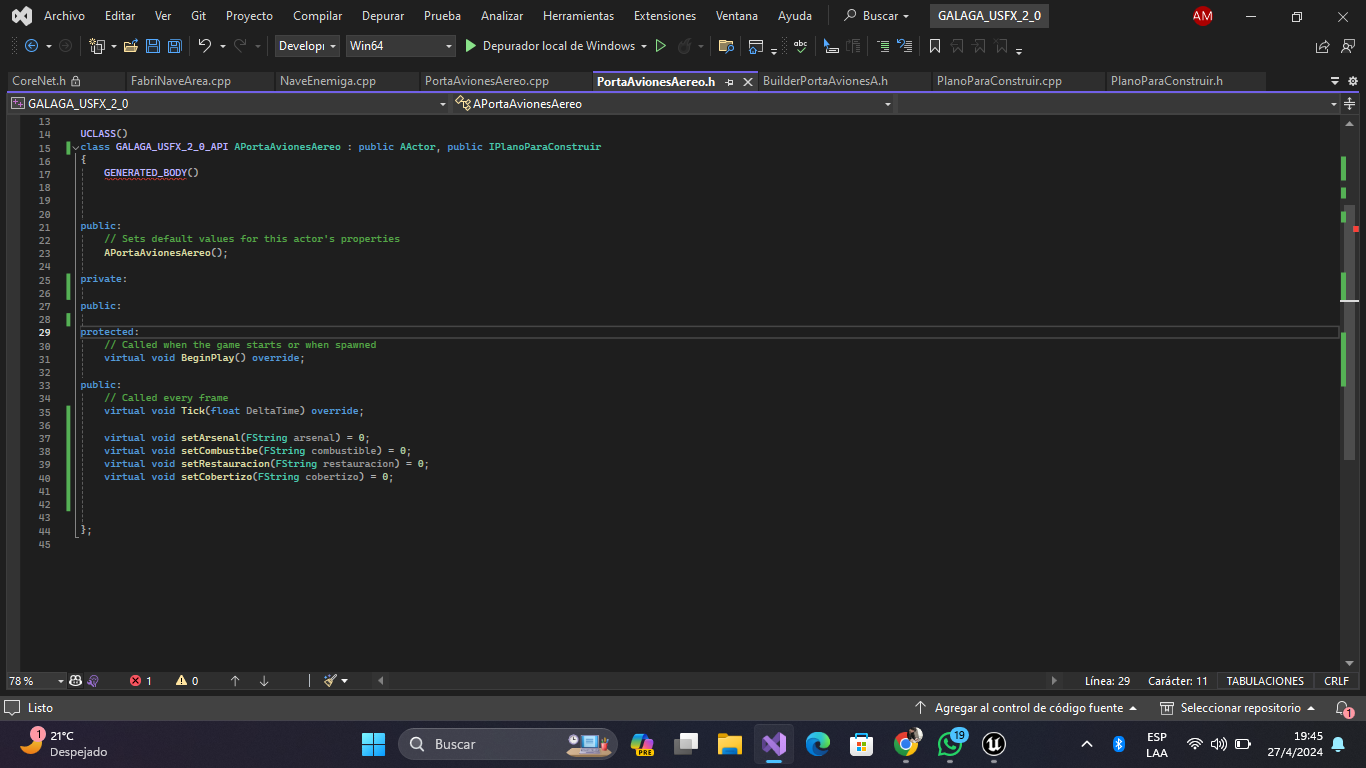 Archivo Editar Ver Git Proyecto Compilar Depurar Prueba Analizar Herramientas Extensiones Ventana Ayuda Buscar GALAGA_USFX_2_0 AM
Develop Win64 Depurador local de Windows
CoreNet.h FabriNaveArea.cpp NaveEnemiga.cpp PortaAvionesAereo.cpp PortaAvionesAereo.h BuilderPortaAvionesA.h PlanoParaConstruir.cpp PlanoParaConstruir.h
GALAGA_USFX_2_0 APortaAvionesAereo
13
14 UCLASS()
15 class GALAGA_USFX_2_0_API APortaAvionesAereo : public AActor, public IPlanoParaConstruir
16 {
17 GENERATED_BODY()
18
19
20
21 public:
22 // Sets default values for this actor's properties
23 APortaAvionesAereo();
24
25 private:
26
27 public:
28
29 protected:
30 // Called when the game starts or when spawned
31 virtual void BeginPlay() override;
32
33 public:
34 // Called every frame
35 virtual void Tick(float DeltaTime) override;
36
37 virtual void setArsenal(FString arsenal) = 0;
38 virtual void setCombustibe(FString combustible) = 0;
39 virtual void setRestauracion(FString restauracion) = 0;
40 virtual void setCobertizo(FString cobertizo) = 0;
41
42
43
44 };
45
78 % 1 0 Línea: 29 Carácter: 11 TABULACIONES CRLF
Listo Agregar al control de código fuente Seleccionar repositorio 1
1 21°C
Despejado
Buscar PRE 19 ESP
LAA
19:45
27/4/2024